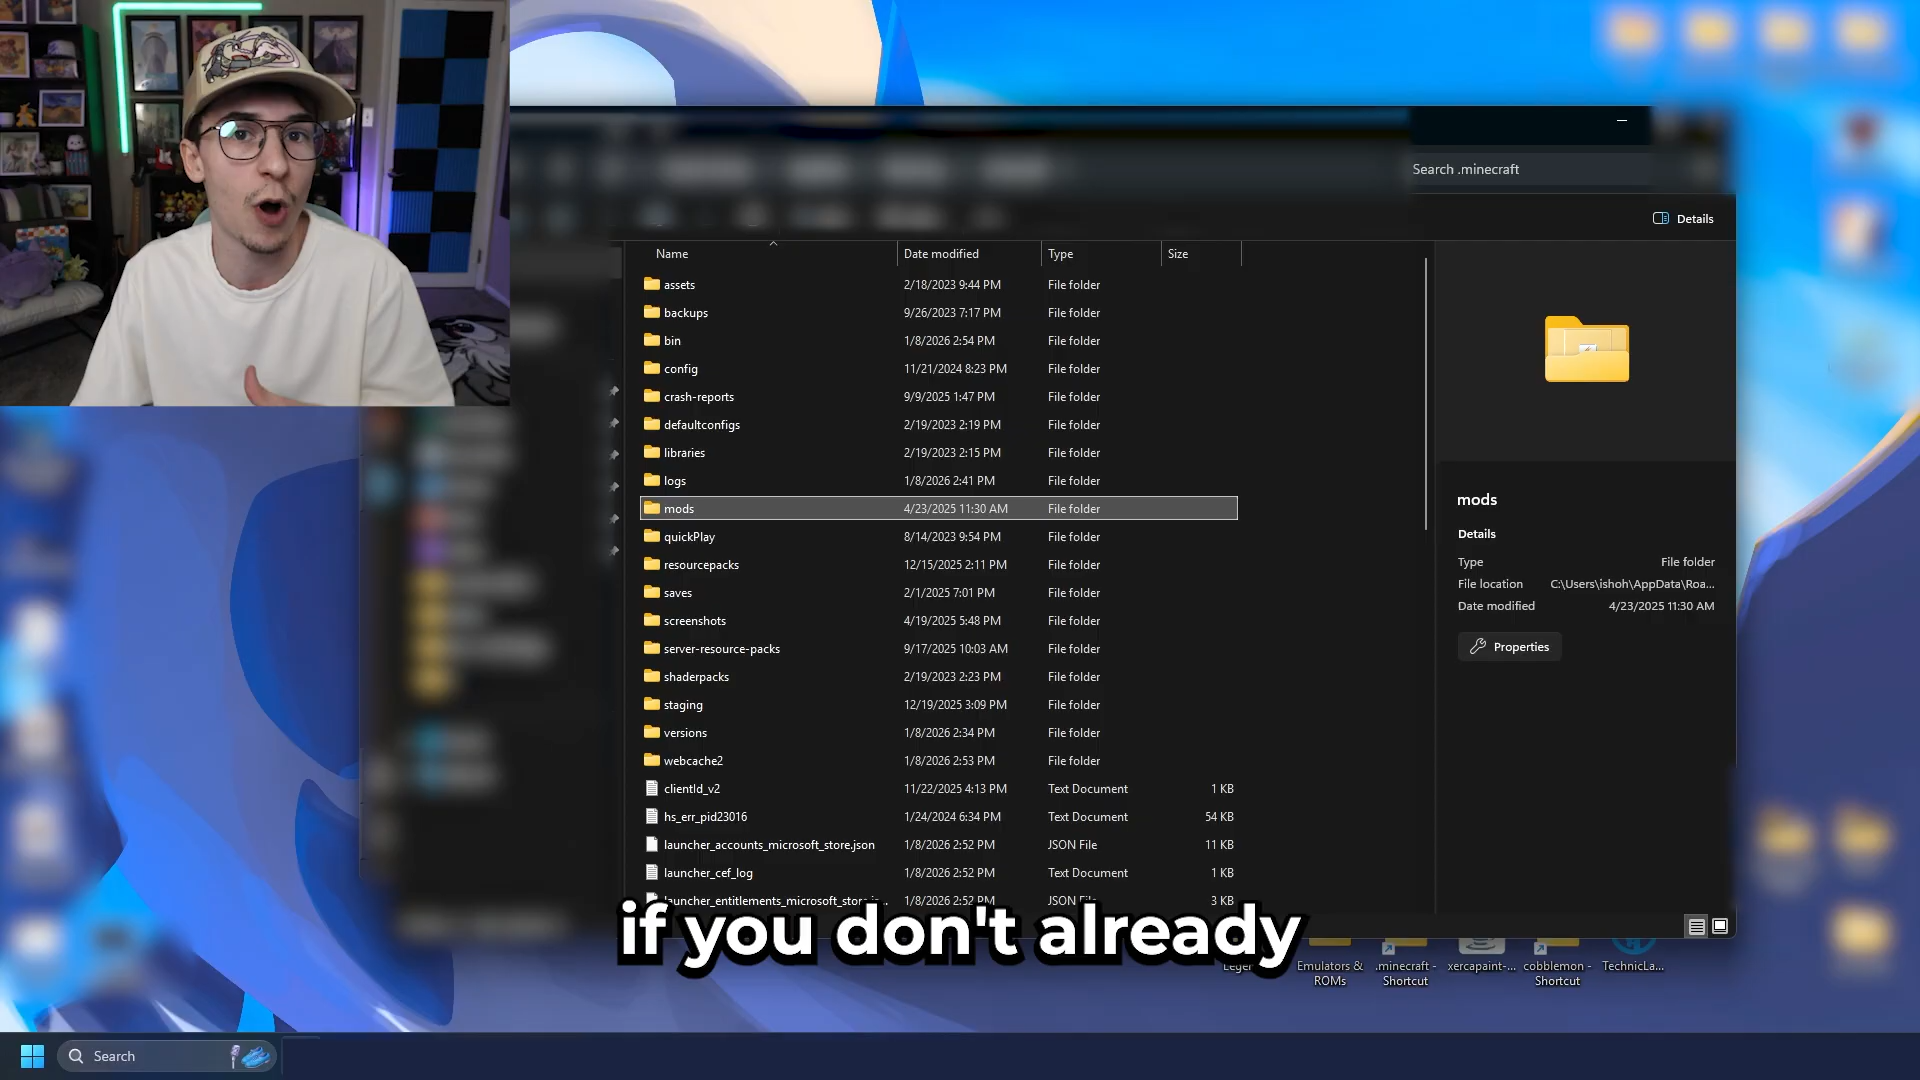 Search .minecraft
Details
Name Date modified Type Size
assets 2/18/2023 9:44 PM File folder
backups 9/26/2023 7:17 PM File folder
bin 1/8/2026 2:54 PM File folder
config 11/21/2024 8:23 PM File folder
crash-reports 9/9/2025 1:47 PM File folder
defaultconfigs 2/19/2023 2:19 PM File folder
libraries 2/19/2023 2:15 PM File folder
logs 1/8/2026 2:41 PM File folder
mods 4/23/2025 11:30 AM File folder
quickPlay 8/14/2023 9:54 PM File folder
resourcepacks 12/15/2025 2:11 PM File folder
saves 2/1/2025 7:01 PM File folder
screenshots 4/19/2025 5:48 PM File folder
server-resource-packs 9/17/2025 10:03 AM File folder
shaderpacks 2/19/2023 2:23 PM File folder
staging 12/19/2025 3:09 PM File folder
versions 1/8/2026 2:34 PM File folder
webcache2 1/8/2026 2:53 PM File folder
clientId_v2 11/22/2025 4:13 PM Text Document 1 KB
hs_err_pid23016 1/24/2024 6:34 PM Text Document 54 KB
launcher_accounts_microsoft_store.json 1/8/2026 2:52 PM JSON File 11 KB
launcher_cef_log 1/8/2026 2:52 PM Text Document 1 KB
launcher_entitlements_microsoft_store.js... 1/8/2026 2:52 PM JSON File 3 KB
mods
Details
Type File folder
File location C:\Users\ishoh\AppData\Roa...
Date modified 4/23/2025 11:30 AM
Properties
if you don't already
Emulators & .minecraft - xercapaint-... cobblemon - TechnicLa...
ROMs Shortcut Shortcut
Search